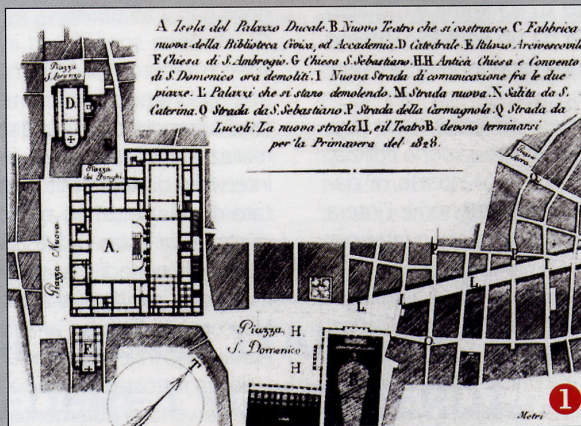 A Isola del Palazzo Ducale. B Nuovo Teatro che si costruisce. C Fabbrica
nuova della Biblioteca Civica, ed Accademia. D Catedrale. E Palazzo Arcivescovile
F Chiesa di S. Ambrogio. G Chiesa S. Sebastiano. H.H Antica Chiesa e Convento
di S. Domenico ora demoliti. I Nuova Strada di comunicazione fra le due
piazze. L Palazzi che si stano demolendo. M Strada nuova. N Salita da S.
Caterina. O Strada da S. Sebastiano. P Strada della Carmagnola. Q Strada da
Lucoli. La nuova strada II, e il Teatro B. devono terminarsi
per la Primavera del 1828.
Piazza
S. Lorenzo
D.
Piazza
A.
Piazza Nuova
F
T
Piazza H.
S. Domenico.
H.
B
L.
L.
I
Q
O
Metri
1